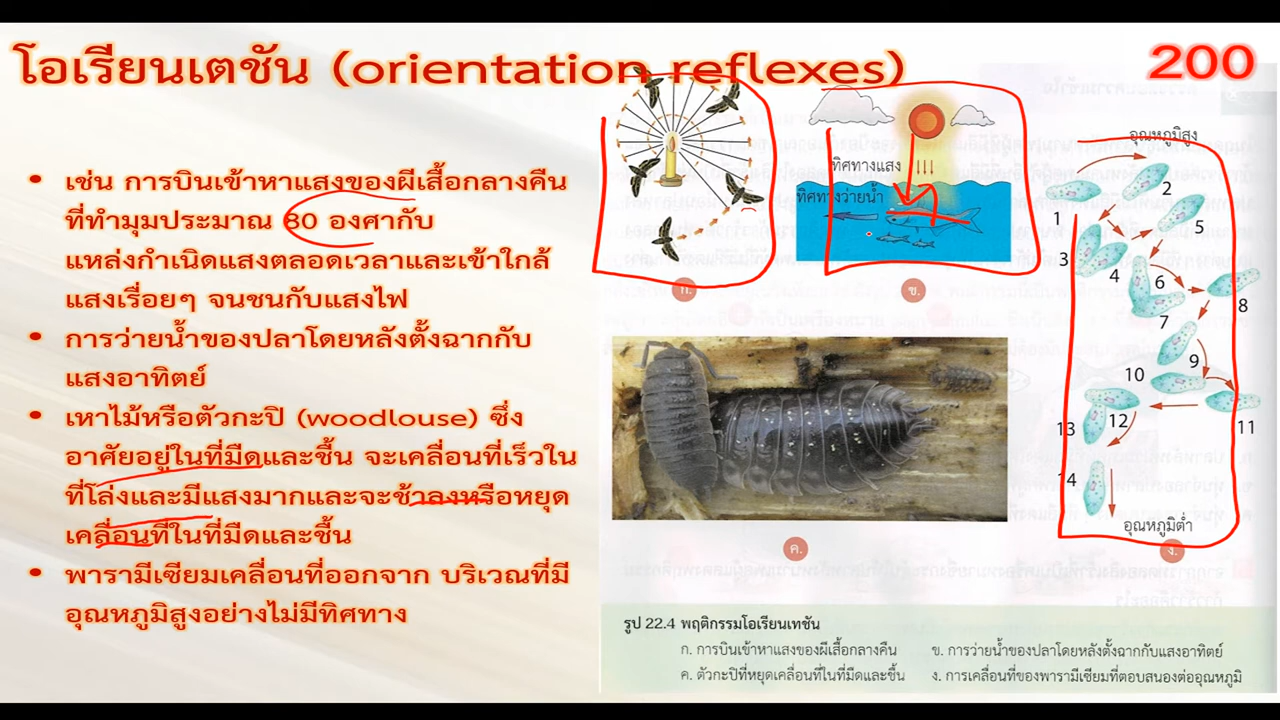 โอเรียนเตชัน (orientation reflexes)
200
• เช่น การบินเข้าหาแสงของผีเสื้อกลางคืน
ที่ทำมุมประมาณ 80 องศากับ
แหล่งกำเนิดแสงตลอดเวลาและเข้าใกล้
แสงเรื่อยๆ จนชนกับแสงไฟ
• การว่ายน้ำของปลาโดยหลังตั้งฉากกับ
แสงอาทิตย์
• เหาไม้หรือตัวกะปิ (woodlouse) ซึ่ง
อาศัยอยู่ในที่มืดและชื้น จะเคลื่อนที่เร็วใน
ที่โล่งและมีแสงมากและจะช้าลงหรือหยุด
เคลื่อนที่ในที่มืดและชื้น
• พารามีเซียมเคลื่อนที่ออกจาก บริเวณที่มี
อุณหภูมิสูงอย่างไม่มีทิศทาง
ก.
ทิศทางแสง
ทิศทางว่ายน้ำ
ข.
ค.
อุณหภูมิสูง
1
2
3
4
5
6
7
8
9
10
11
12
13
14
อุณหภูมิต่ำ
ง.
รูป 22.4 พฤติกรรมโอเรียนเทชัน
ก. การบินเข้าหาแสงของผีเสื้อกลางคืน
ข. การว่ายน้ำของปลาโดยหลังตั้งฉากกับแสงอาทิตย์
ค. ตัวกะปิที่หยุดเคลื่อนที่ในที่มืดและชื้น
ง. การเคลื่อนที่ของพารามีเซียมที่ตอบสนองต่ออุณหภูมิ